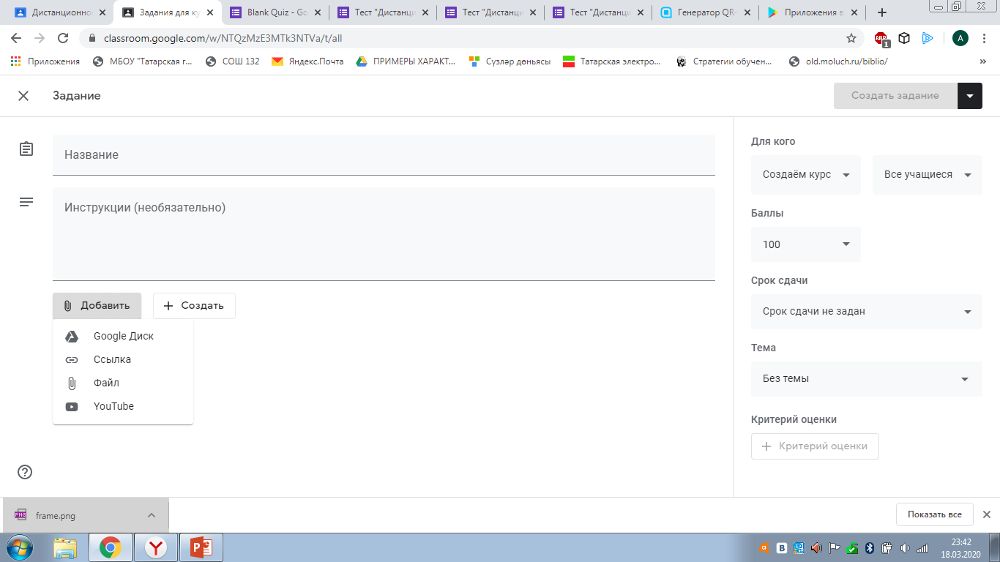 Дистанционно
Задания для ку
Blank Quiz - Go
Тест "Дистанци
Тест "Дистанци
Тест "Дистанци
Генератор QR-
Приложения в
classroom.google.com/w/NTQzMzE3MTk3NTVa/t/all
ABP
1
A
Приложения
МБОУ "Татарская г...
СОШ 132
Яндекс.Почта
ПРИМЕРЫ ХАРАКТ...
Сүзләр дөньясы
Татарская электро...
Стратегии обучен...
old.moluch.ru/biblio/
»
Задание
Создать задание
Название
Инструкции (необязательно)
Добавить
Создать
Google Диск
Ссылка
Файл
YouTube
Для кого
Создаём курс
Все учащиеся
Баллы
100
Срок сдачи
Срок сдачи не задан
Тема
Без темы
Критерий оценки
Критерий оценки
PNG
frame.png
Показать все
23:42
18.03.2020